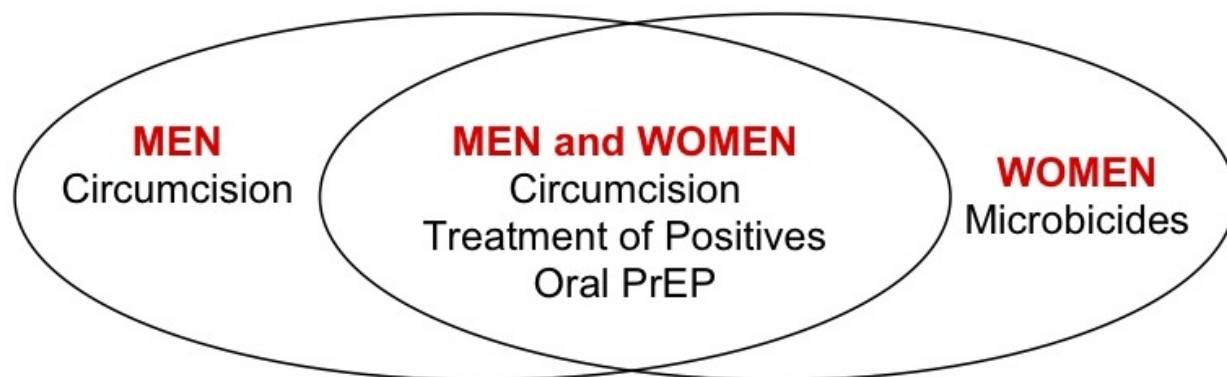 MEN
Circumcision
MEN and WOMEN
Circumcision
Treatment of Positives
Oral PrEP
WOMEN
Microbicides